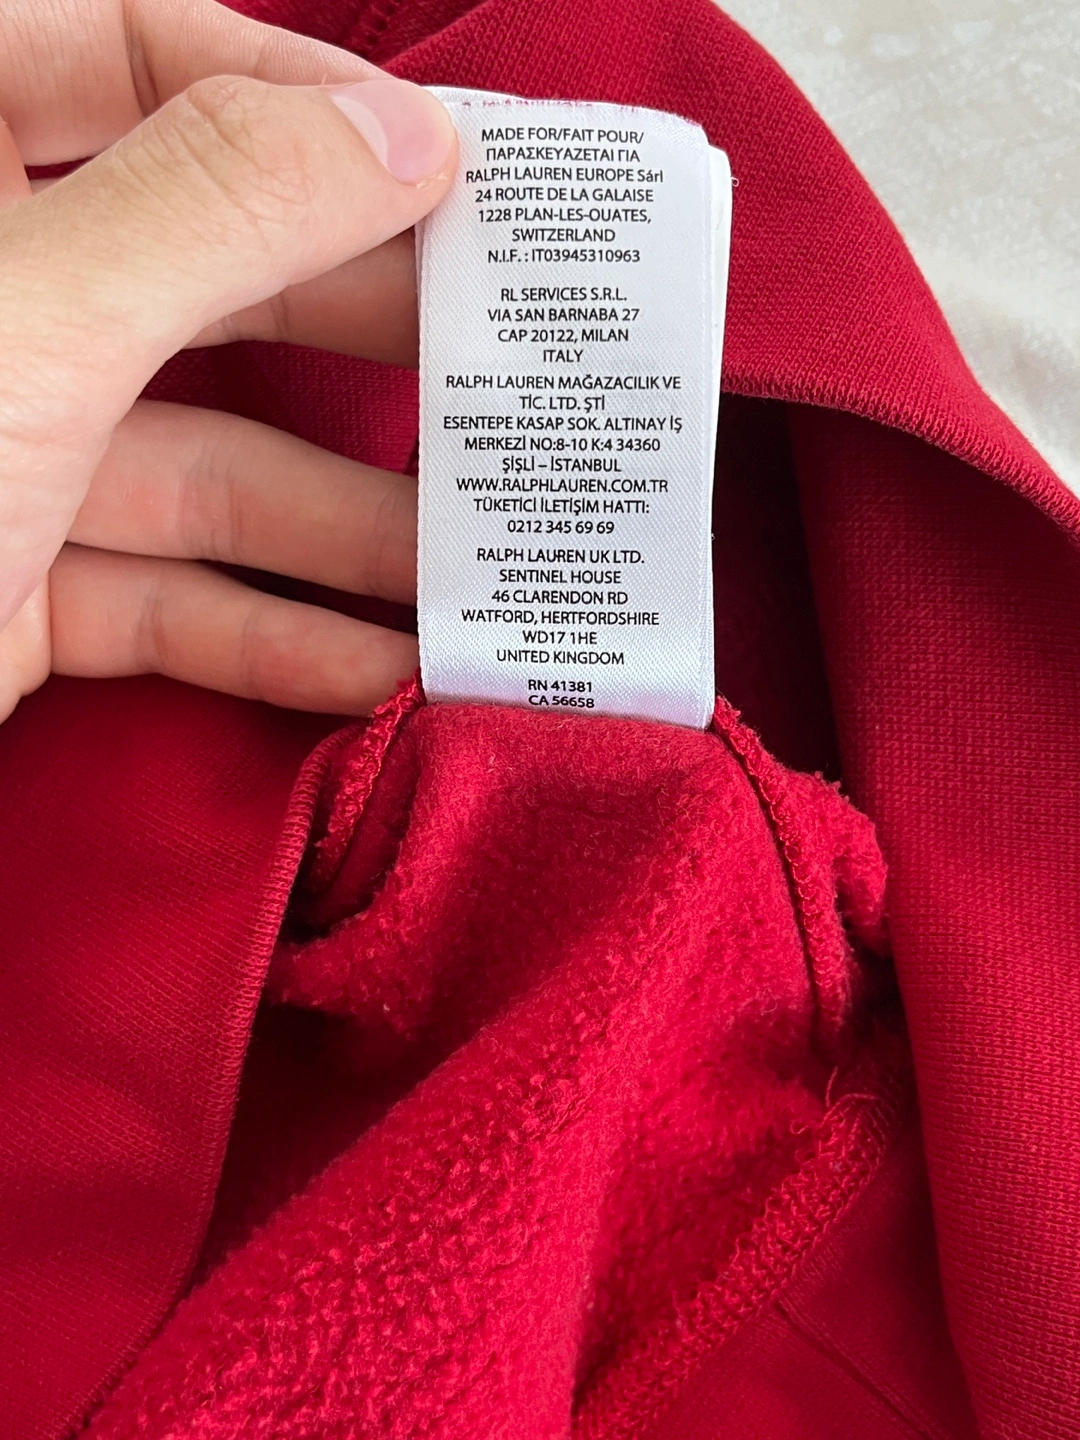 MADE FOR/FAIT POUR/
ΠΑΡΑΣΚΕΥΑΖΕΤΑΙ ΓΙΑ
RALPH LAUREN EUROPE Sárl
24 ROUTE DE LA GALAISE
1228 PLAN-LES-OUATES,
SWITZERLAND
N.I.F. : IT03945310963
RL SERVICES S.R.L.
VIA SAN BARNABA 27
CAP 20122, MILAN
ITALY
RALPH LAUREN MAĞAZACILIK VE
TİC. LTD. ŞTİ
ESENTEPE KASAP SOK. ALTINAY İŞ
MERKEZİ NO:8-10 K:4 34360
ŞİŞLİ – İSTANBUL
WWW.RALPHLAUREN.COM.TR
TÜKETİCİ İLETİŞİM HATTI:
0212 345 69 69
RALPH LAUREN UK LTD.
SENTINEL HOUSE
46 CLARENDON RD
WATFORD, HERTFORDSHIRE
WD17 1HE
UNITED KINGDOM
RN 41381
CA 56658